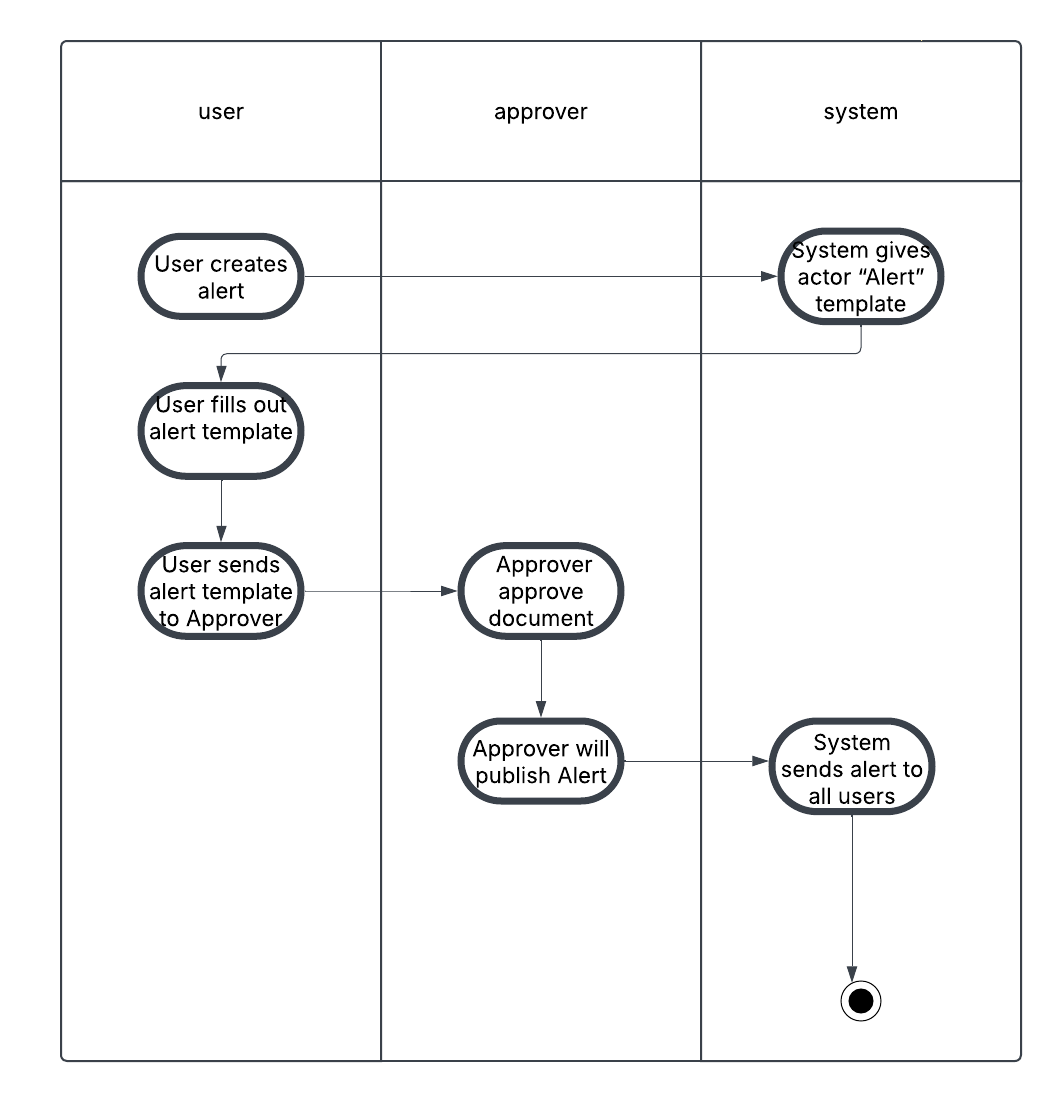 user
approver
system
User creates
alert
System gives
actor “Alert”
template
User fills out
alert template
User sends
alert template
to Approver
Approver
approve
document
Approver will
publish Alert
System
sends alert to
all users